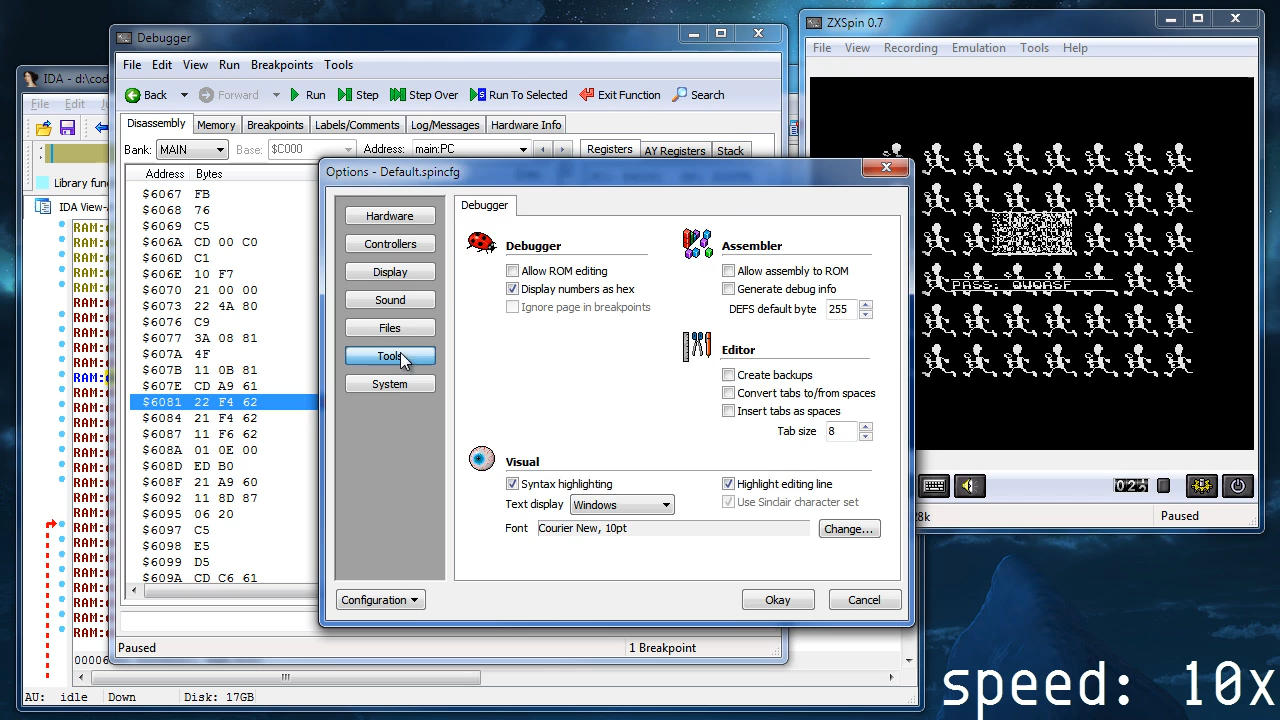 IDA - d:\cod
File Edit
Library func
IDA View-
RAM:
0000
AU: idle Down Disk: 17GB
Debugger
File Edit View Run Breakpoints Tools
Back Forward Run Step Step Over Run To Selected Exit Function Search
Disassembly Memory Breakpoints Labels/Comments Log/Messages Hardware Info
Bank: MAIN Base: $C000 Address: main:PC Registers AY Registers Stack
Address Bytes
$6067 FB
$6068 76
$6069 C5
$606A CD 00 C0
$606D C1
$606E 10 F7
$6070 21 00 00
$6073 22 4A 80
$6076 C9
$6077 3A 08 81
$607A 4F
$607B 11 0B 81
$607E CD A9 61
$6081 22 F4 62
$6084 21 F4 62
$6087 11 F6 62
$608A 01 0E 00
$608D ED B0
$608F 21 A9 60
$6092 11 8D 87
$6095 06 20
$6097 C5
$6098 E5
$6099 D5
$609A CD C6 61
Paused 1 Breakpoint
Options - Default.spincfg
Hardware
Controllers
Display
Sound
Files
Tools
System
Debugger
Debugger
Allow ROM editing
Display numbers as hex
Ignore page in breakpoints
Assembler
Allow assembly to ROM
Generate debug info
DEFS default byte 255
Editor
Create backups
Convert tabs to/from spaces
Insert tabs as spaces
Tab size 8
Visual
Syntax highlighting Highlight editing line
Text display Windows Use Sinclair character set
Font Courier New, 10pt Change...
Configuration Okay Cancel
ZXSpin 0.7
File View Recording Emulation Tools Help
PASS: QWQASF
8k Paused
speed: 10x